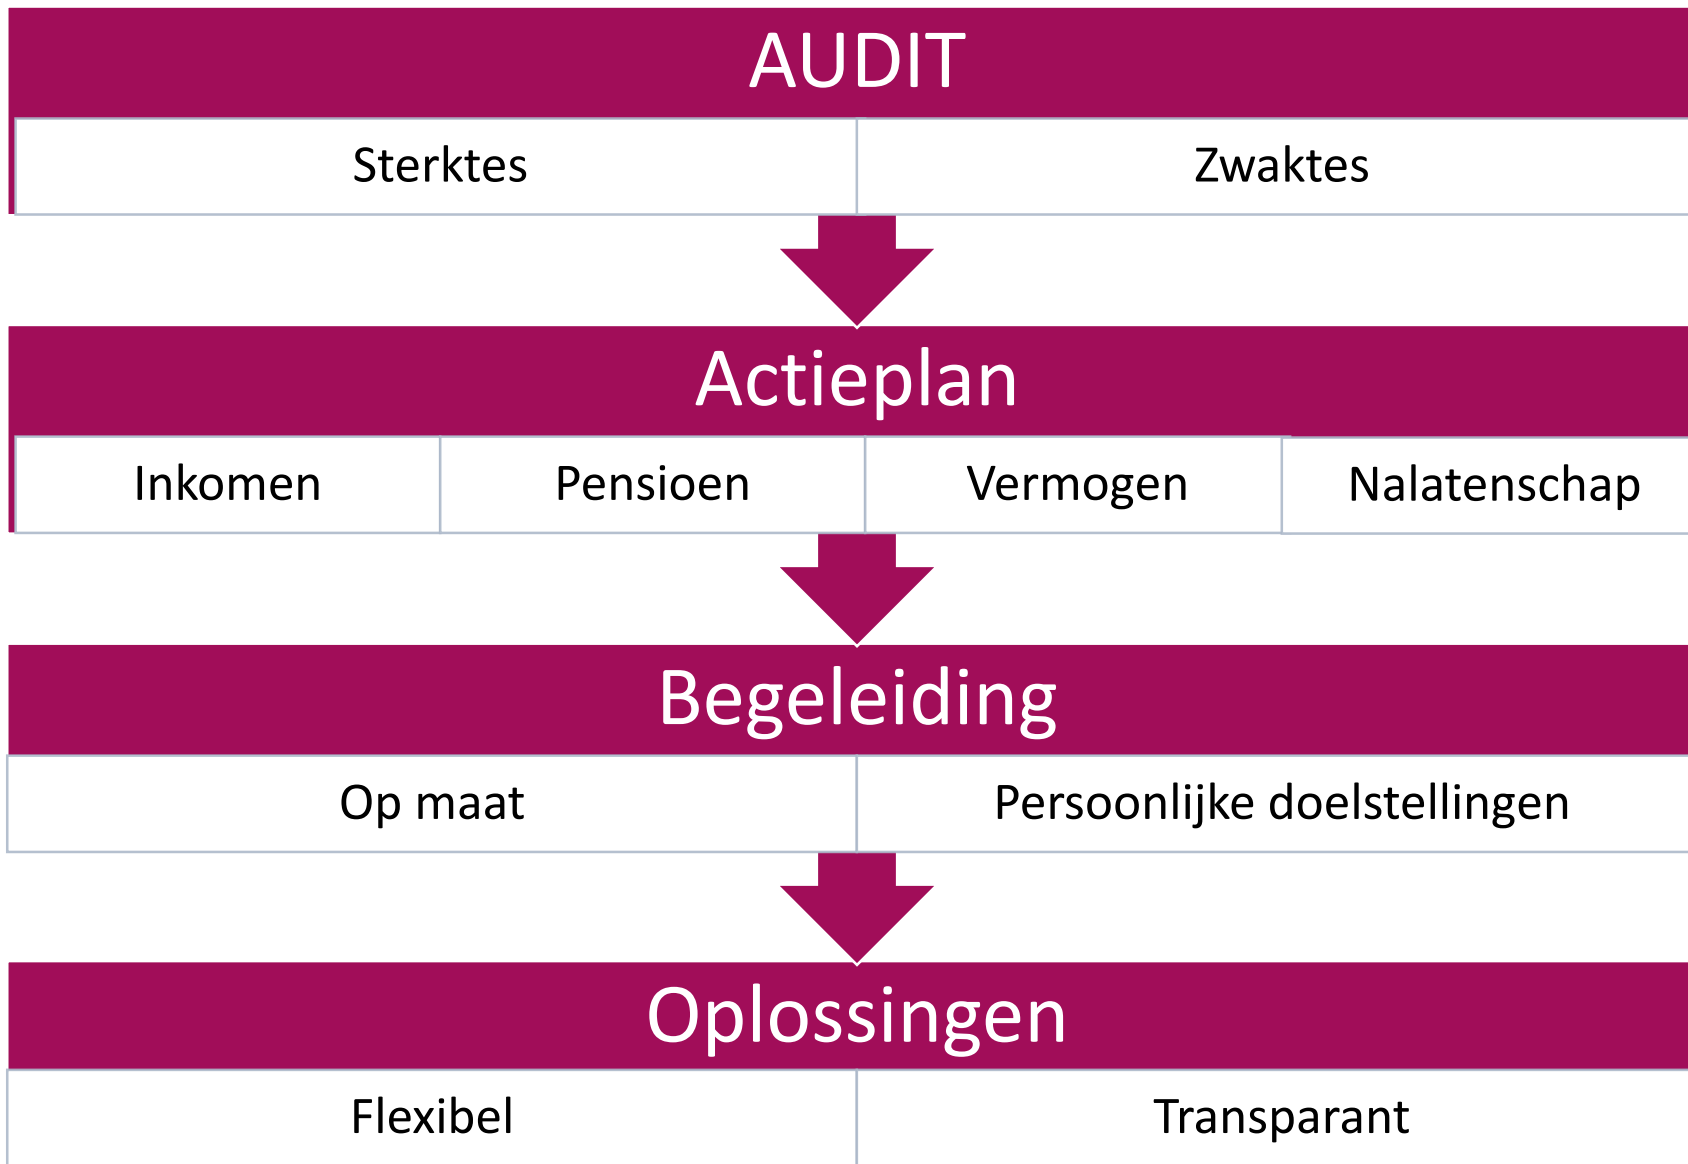 AUDIT
Sterktes Zwaktes
Actieplan
Inkomen Pensioen Vermogen Nalatenschap
Begeleiding
Op maat Persoonlijke doelstellingen
Oplossingen
Flexibel Transparant